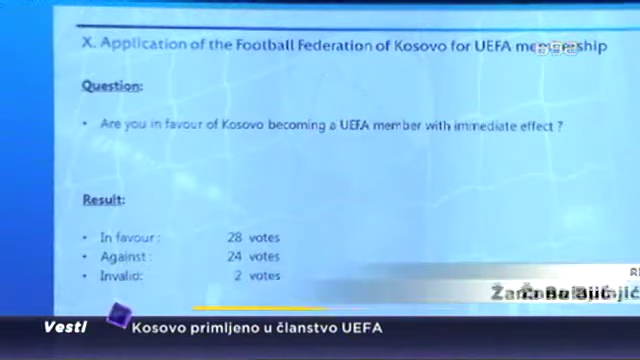 X. Application of the Football Federation of Kosovo for UEFA membership
Question:
• Are you in favour of Kosovo becoming a UEFA member with immediate effect ?
Result:
• In favour : 28 votes
• Against : 24 votes
• Invalid: 2 votes
Vesti Kosovo primljeno u članstvo UEFA